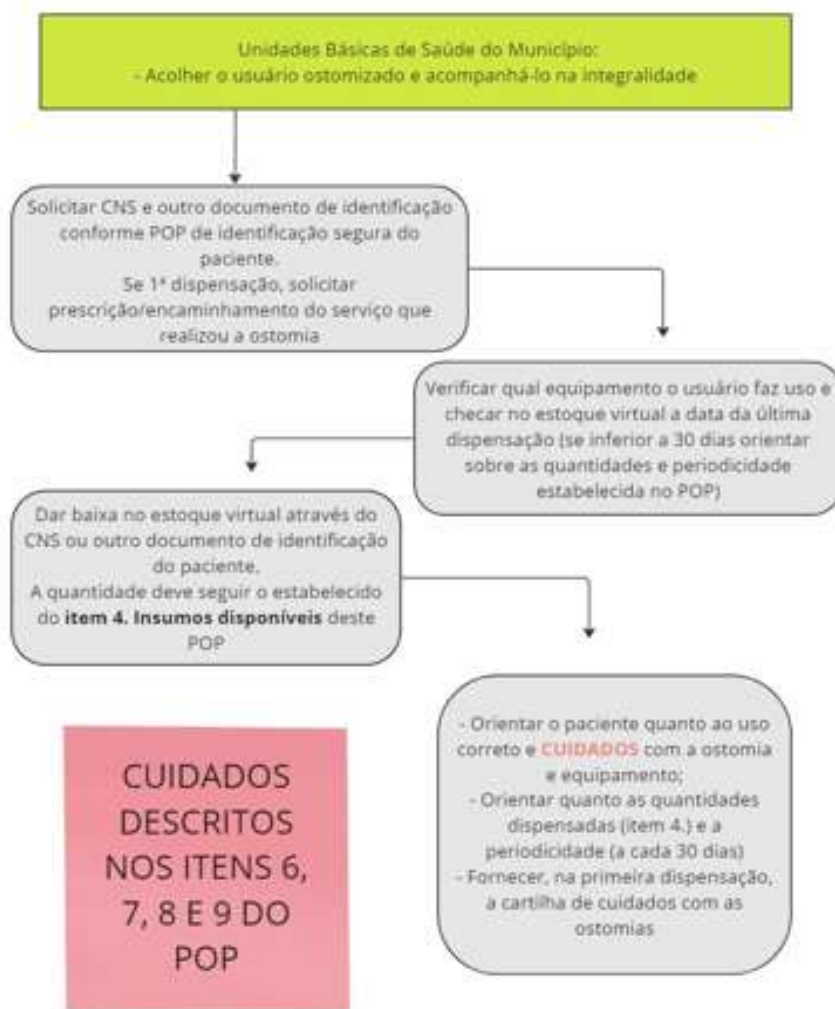 Unidades Básicas de Saúde do Município:
- Acolher o usuário ostomizado e acompanhá-lo na integralidade
Solicitar CNS e outro documento de identificação
conforme POP de identificação segura do
paciente.
Se 1ª dispensação, solicitar
prescrição/encaminhamento do serviço que
realizou a ostomia
Verificar qual equipamento o usuário faz uso e
checar no estoque virtual a data da última
dispensação (se inferior a 30 dias orientar
sobre as quantidades e periodicidade
estabelecida no POP)
Dar baixa no estoque virtual através do
CNS ou outro documento de identificação
do paciente.
A quantidade deve seguir o estabelecido
do item 4. Insumos disponíveis deste
POP
- Orientar o paciente quanto ao uso
correto e CUIDADOS com a ostomia
e equipamento;
- Orientar quanto as quantidades
dispensadas (item 4.) e a
periodicidade (a cada 30 dias)
- Fornecer, na primeira dispensação,
a cartilha de cuidados com as
ostomias
CUIDADOS
DESCRITOS
NOS ITENS 6,
7, 8 E 9 DO
POP